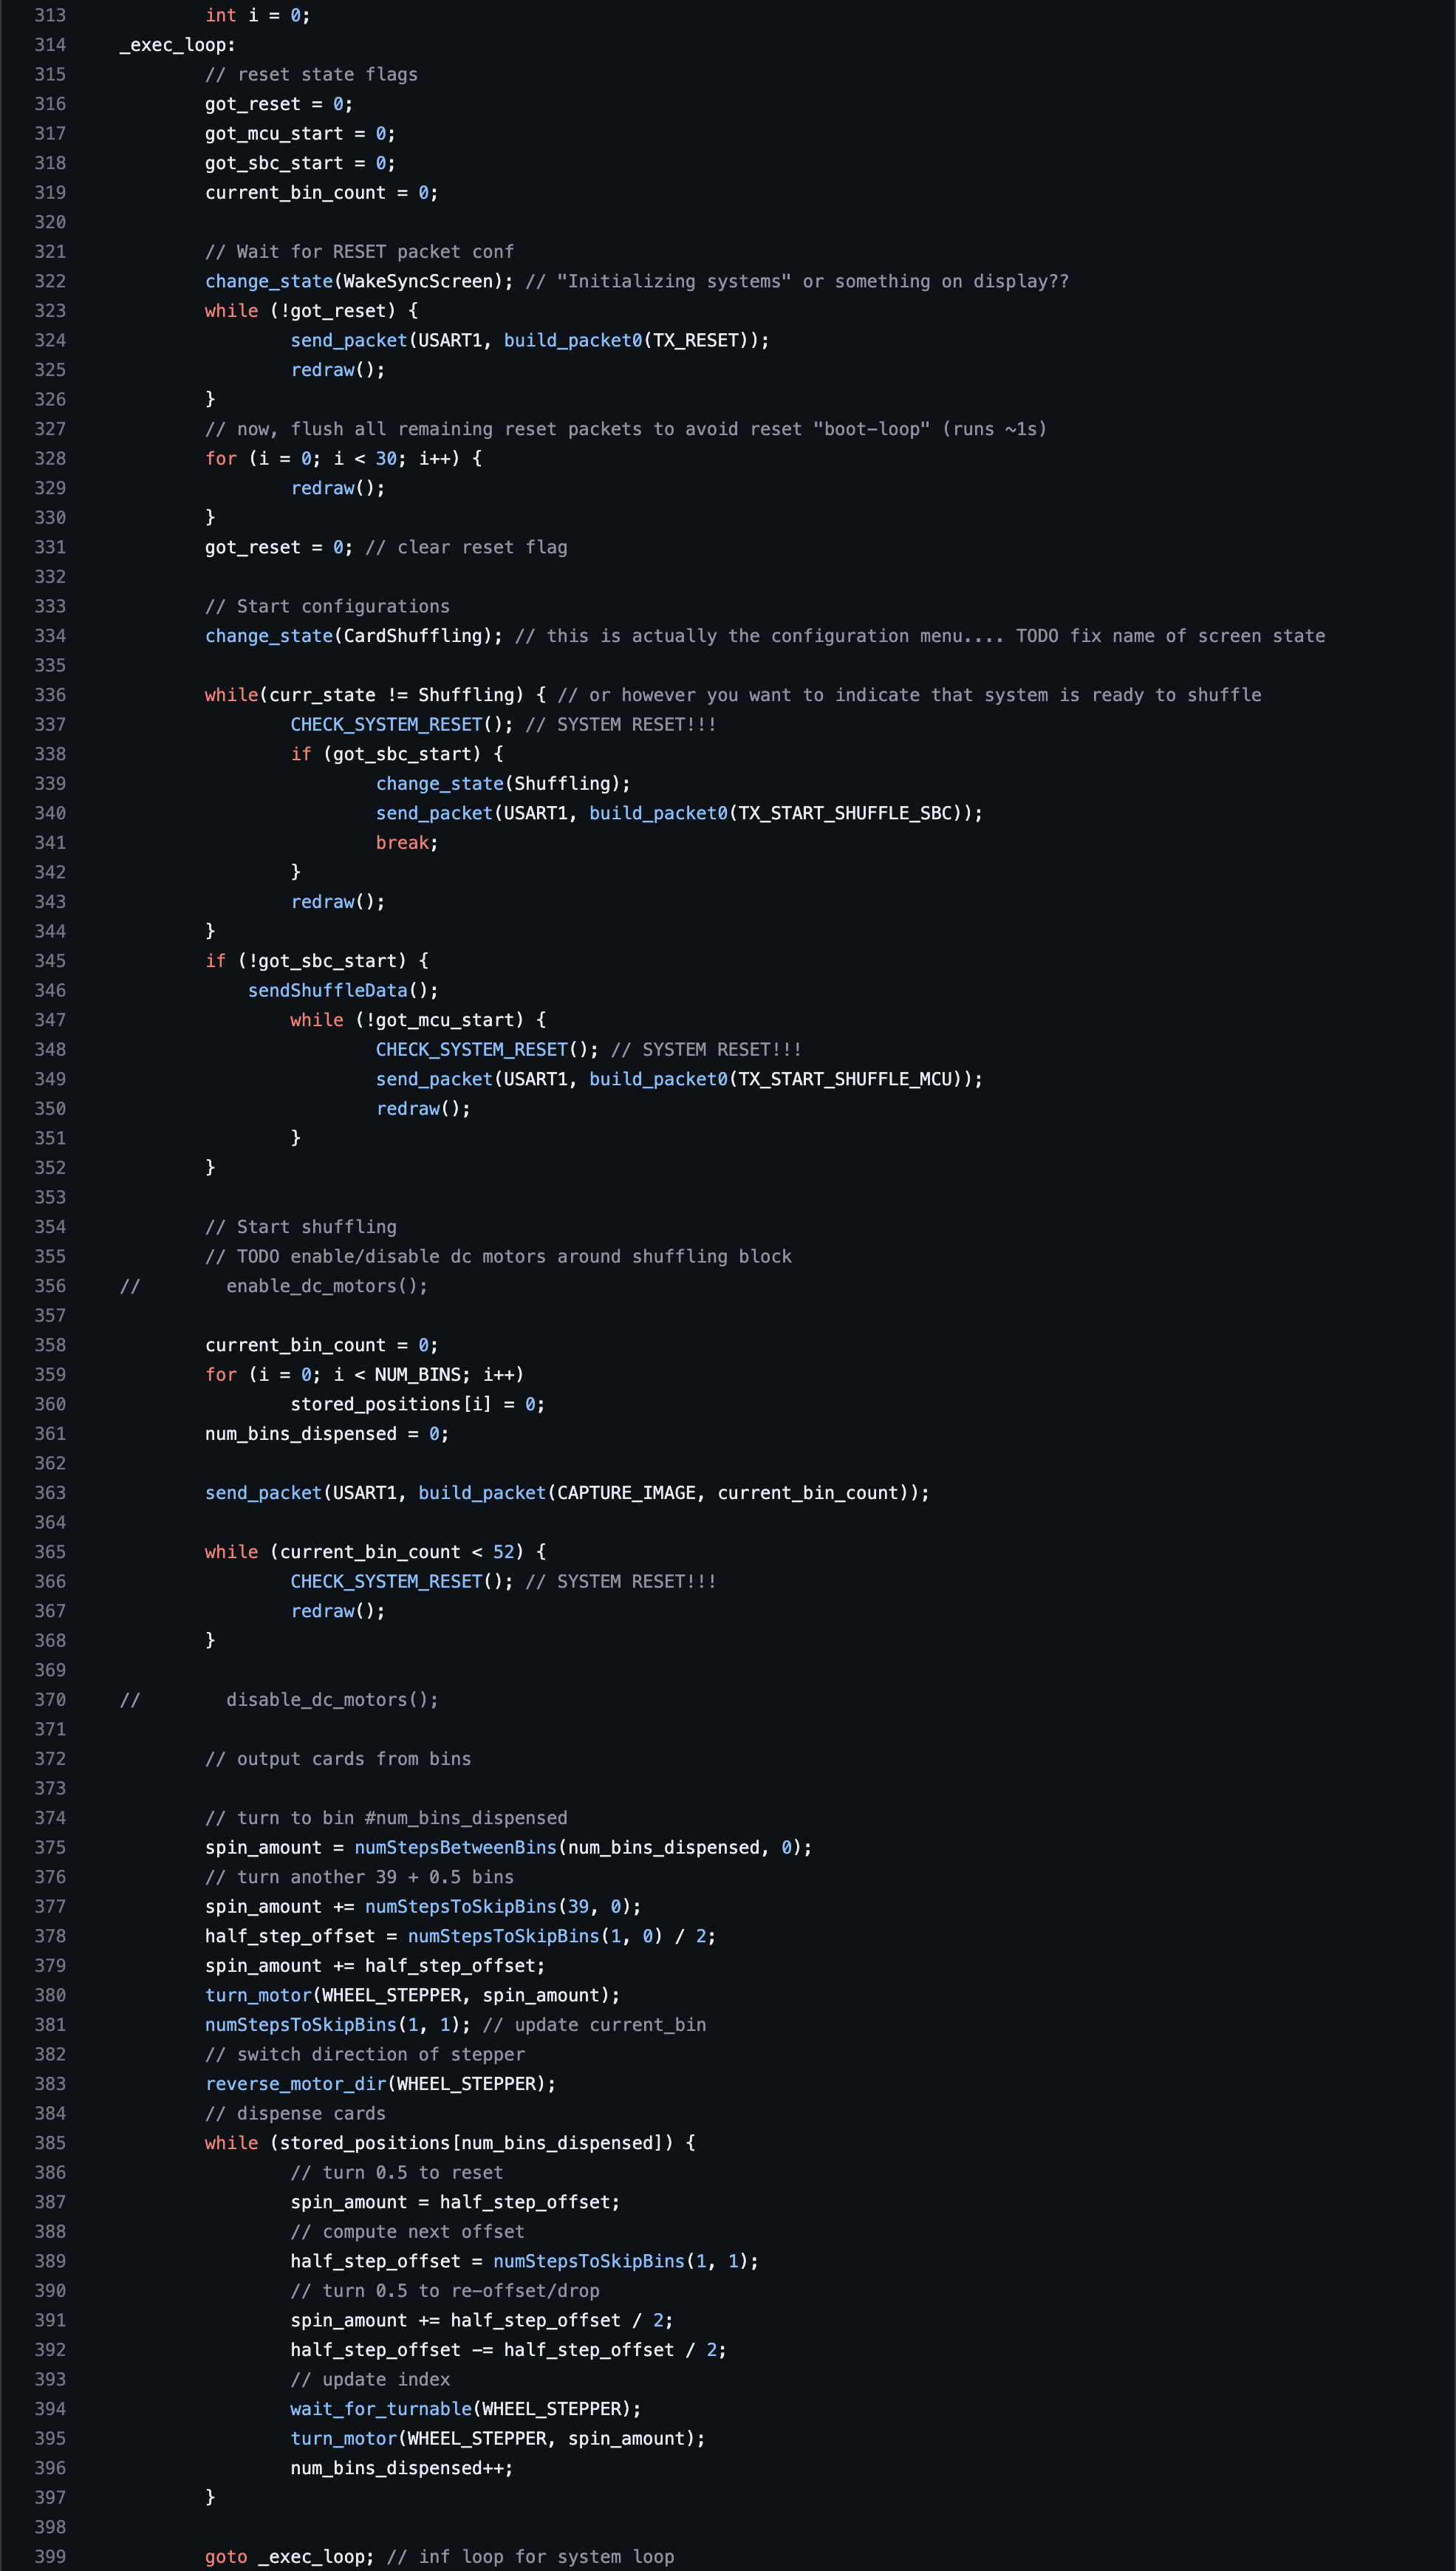 313 int i = 0;
314 _exec_loop:
315 // reset state flags
316 got_reset = 0;
317 got_mcu_start = 0;
318 got_sbc_start = 0;
319 current_bin_count = 0;
320
321 // Wait for RESET packet conf
322 change_state(WakeSyncScreen); // "Initializing systems" or something on display??
323 while (!got_reset) {
324 send_packet(USART1, build_packet0(TX_RESET));
325 redraw();
326 }
327 // now, flush all remaining reset packets to avoid reset "boot-loop" (runs ~1s)
328 for (i = 0; i < 30; i++) {
329 redraw();
330 }
331 got_reset = 0; // clear reset flag
332
333 // Start configurations
334 change_state(CardShuffling); // this is actually the configuration menu.... TODO fix name of screen state
335
336 while(curr_state != Shuffling) { // or however you want to indicate that system is ready to shuffle
337 CHECK_SYSTEM_RESET(); // SYSTEM RESET!!!
338 if (got_sbc_start) {
339 change_state(Shuffling);
340 send_packet(USART1, build_packet0(TX_START_SHUFFLE_SBC));
341 break;
342 }
343 redraw();
344 }
345 if (!got_sbc_start) {
346 sendShuffleData();
347 while (!got_mcu_start) {
348 CHECK_SYSTEM_RESET(); // SYSTEM RESET!!!
349 send_packet(USART1, build_packet0(TX_START_SHUFFLE_MCU));
350 redraw();
351 }
352 }
353
354 // Start shuffling
355 // TODO enable/disable dc motors around shuffling block
356 // enable_dc_motors();
357
358 current_bin_count = 0;
359 for (i = 0; i < NUM_BINS; i++)
360 stored_positions[i] = 0;
361 num_bins_dispensed = 0;
362
363 send_packet(USART1, build_packet(CAPTURE_IMAGE, current_bin_count));
364
365 while (current_bin_count < 52) {
366 CHECK_SYSTEM_RESET(); // SYSTEM RESET!!!
367 redraw();
368 }
369
370 // disable_dc_motors();
371
372 // output cards from bins
373
374 // turn to bin #num_bins_dispensed
375 spin_amount = numStepsBetweenBins(num_bins_dispensed, 0);
376 // turn another 39 + 0.5 bins
377 spin_amount += numStepsToSkipBins(39, 0);
378 half_step_offset = numStepsToSkipBins(1, 0) / 2;
379 spin_amount += half_step_offset;
380 turn_motor(WHEEL_STEPPER, spin_amount);
381 numStepsToSkipBins(1, 1); // update current_bin
382 // switch direction of stepper
383 reverse_motor_dir(WHEEL_STEPPER);
384 // dispense cards
385 while (stored_positions[num_bins_dispensed]) {
386 // turn 0.5 to reset
387 spin_amount = half_step_offset;
388 // compute next offset
389 half_step_offset = numStepsToSkipBins(1, 1);
390 // turn 0.5 to re-offset/drop
391 spin_amount += half_step_offset / 2;
392 half_step_offset -= half_step_offset / 2;
393 // update index
394 wait_for_turnable(WHEEL_STEPPER);
395 turn_motor(WHEEL_STEPPER, spin_amount);
396 num_bins_dispensed++;
397 }
398
399 goto _exec_loop; // inf loop for system loop